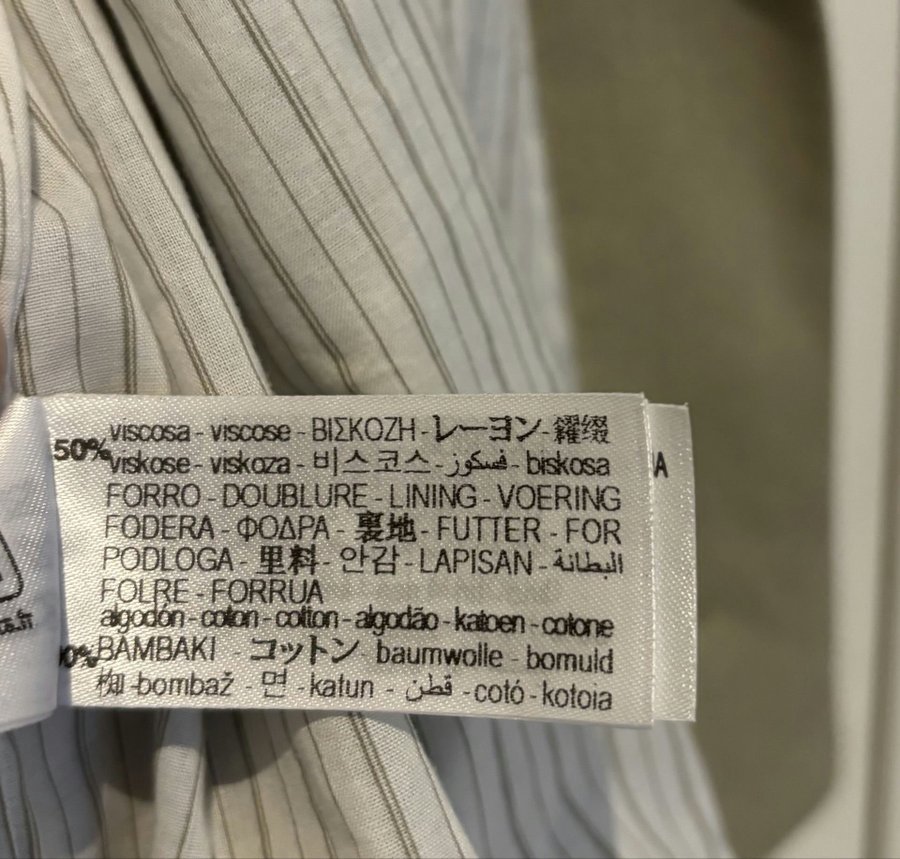 50% viscosa - viscose - ΒΙΣΚΟΖΗ - レーヨン -
viskose - viskoza - 비스코스 - فسكوز - biskosa
FORRO - DOUBLURE - LINING - VOERING
FODERA - ΦΟΔΡΑ - 裏地 - FUTTER - FOR
PODLOGA - 里料 - 안감 - LAPISAN - البطانة
FOLRE - FORRUA
algodón - coton - cotton - algodão - katoen - cotone
BAMBAKI - コットン baumwolle - bomuld
-bombaž - 면 - katun - قطن - cotó - kotoia
A